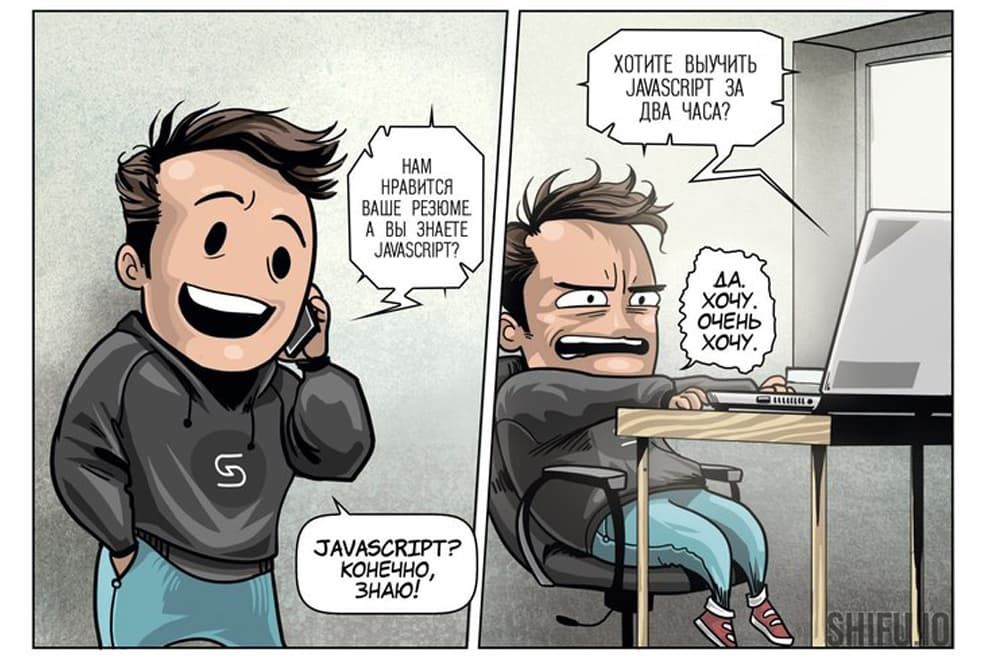 НАМ
НРАВИТСЯ
ВАШЕ РЕЗЮМЕ.
А ВЫ ЗНАЕТЕ
JAVASCRIPT?
JAVASCRIPT?
КОНЕЧНО,
ЗНАЮ!
ХОТИТЕ ВЫУЧИТЬ
JAVASCRIPT ЗА
ДВА ЧАСА?
ДА.
ХОЧУ.
ОЧЕНЬ
ХОЧУ.
SHIFU.IO